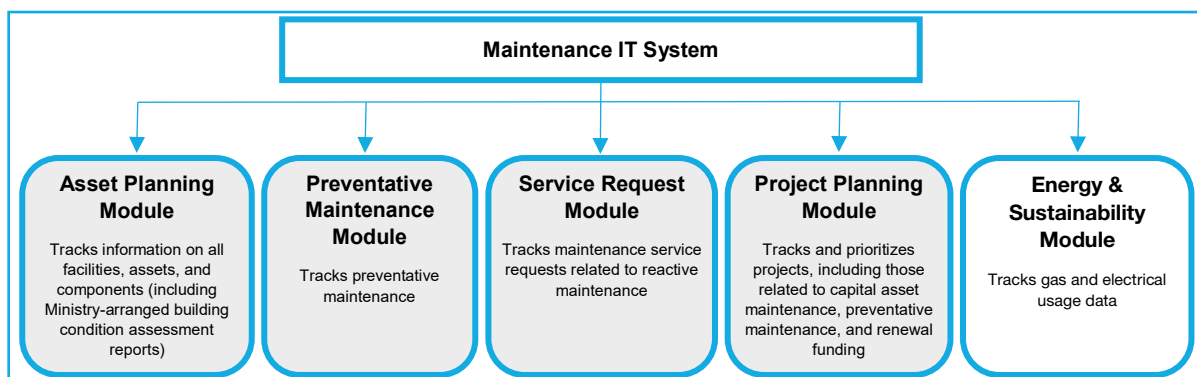 Maintenance IT System
Asset Planning
Module
Tracks information on all
facilities, assets, and
components (including
Ministry-arranged building
condition assessment
reports)
Preventative
Maintenance
Module
Tracks preventative
maintenance
Service Request
Module
Tracks maintenance service
requests related to reactive
maintenance
Project Planning
Module
Tracks and prioritizes
projects, including those
related to capital asset
maintenance, preventative
maintenance, and renewal
funding
Energy &
Sustainability
Module
Tracks gas and electrical
usage data